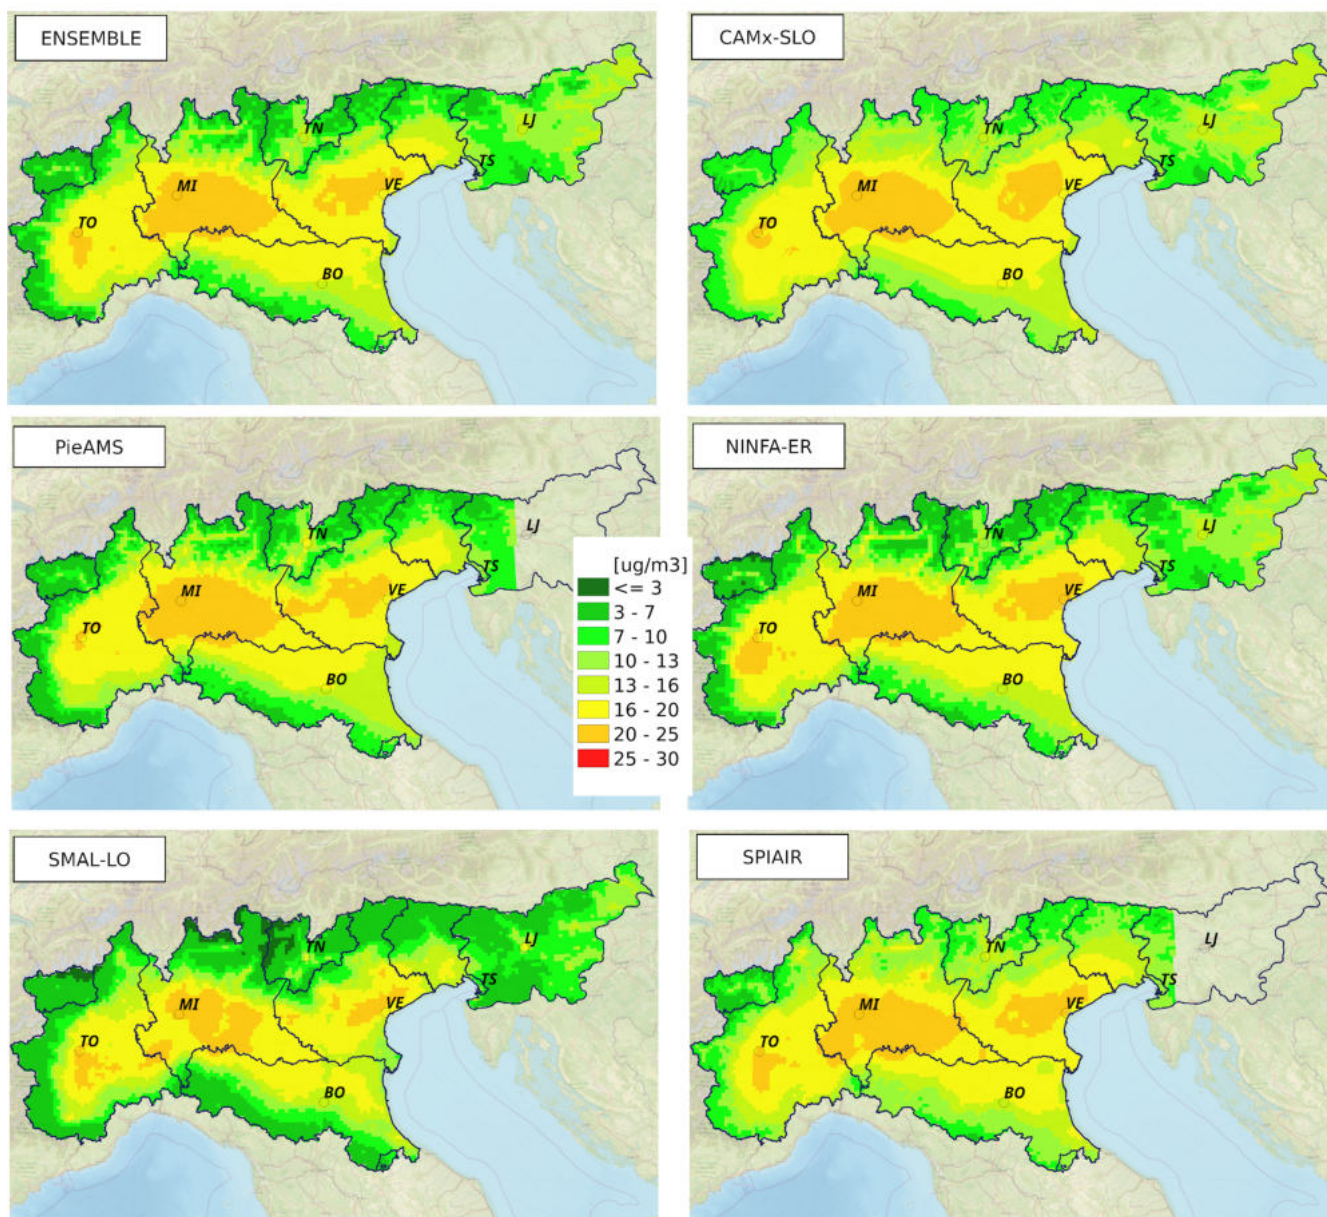 ENSEMBLE
TN
LJ
TS
MI
VE
TO
BO
CAMx-SLO
TN
LJ
TS
MI
VE
TO
BO
PieAMS
TN
LJ
TS
MI
VE
TO
BO
[ug/m3]
<= 3
3 - 7
7 - 10
10 - 13
13 - 16
16 - 20
20 - 25
25 - 30
NINFA-ER
TN
LJ
TS
MI
VE
TO
BO
SMAL-LO
TN
LJ
TS
MI
VE
TO
BO
SPIAIR
TN
LJ
TS
MI
VE
TO
BO